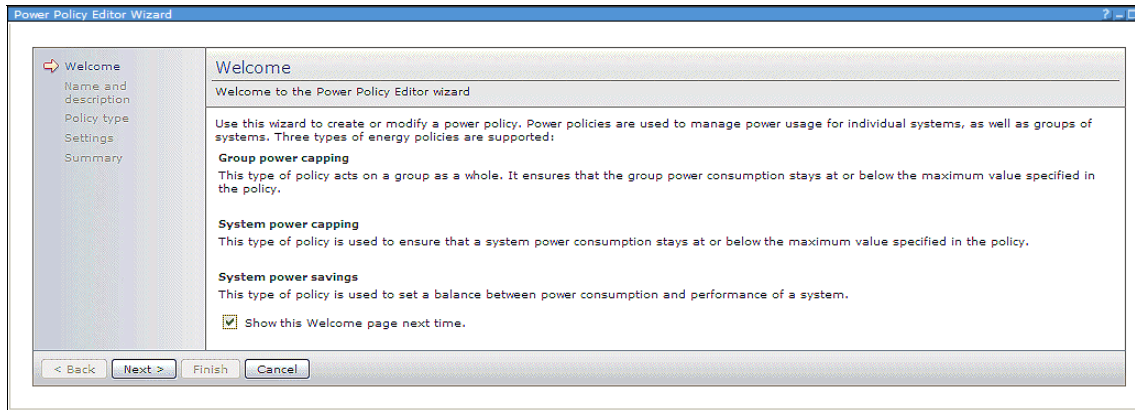 Power Policy Editor Wizard
Welcome
Name and
description
Policy type
Settings
Summary
Welcome
Welcome to the Power Policy Editor wizard
Use this wizard to create or modify a power policy. Power policies are used to manage power usage for individual systems, as well as groups of
systems. Three types of energy policies are supported:
Group power capping
This type of policy acts on a group as a whole. It ensures that the group power consumption stays at or below the maximum value specified in
the policy.
System power capping
This type of policy is used to ensure that a system power consumption stays at or below the maximum value specified in the policy.
System power savings
This type of policy is used to set a balance between power consumption and performance of a system.
Show this Welcome page next time.
< Back Next > Finish Cancel